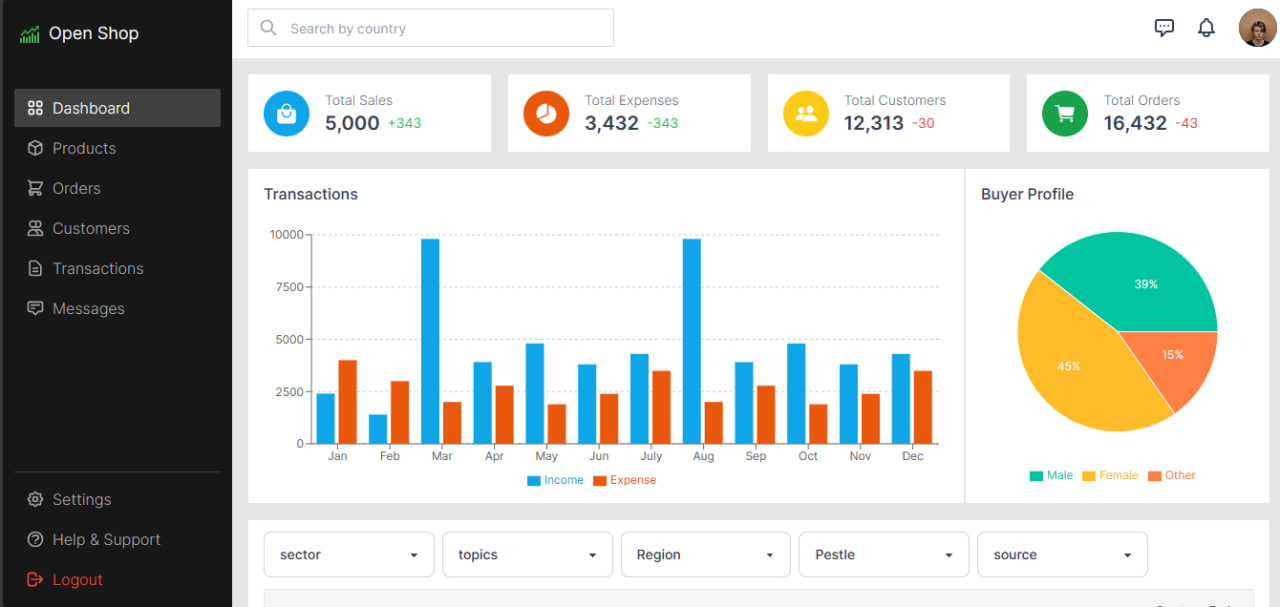 Open Shop
Search by country
Dashboard
Products
Orders
Customers
Transactions
Messages
Settings
Help & Support
Logout
Total Sales
5,000 +343
Total Expenses
3,432 -343
Total Customers
12,313 -30
Total Orders
16,432 -43
Transactions
10000
7500
5000
2500
0
Jan Feb Mar Apr May Jun July Aug Sep Oct Nov Dec
Income Expense
Buyer Profile
39%
45%
15%
Male Female Other
sector topics Region Pestle source